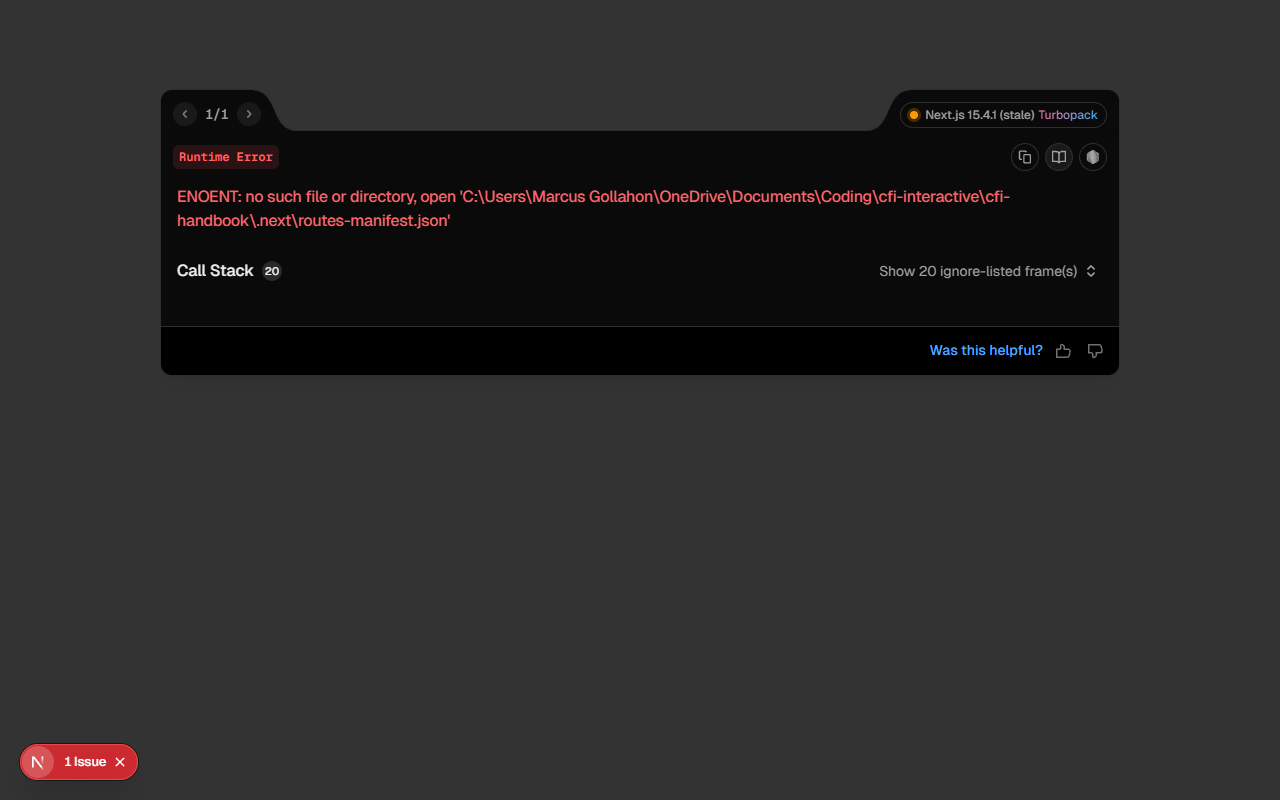 1/1
Next.js 15.4.1 (stale) Turbopack
Runtime Error
ENOENT: no such file or directory, open 'C:\Users\Marcus Gollahon\OneDrive\Documents\Coding\cfi-interactive\cfi-
handbook\.next\routes-manifest.json'
Call Stack 20
Show 20 ignore-listed frame(s)
Was this helpful?
N 1 Issue